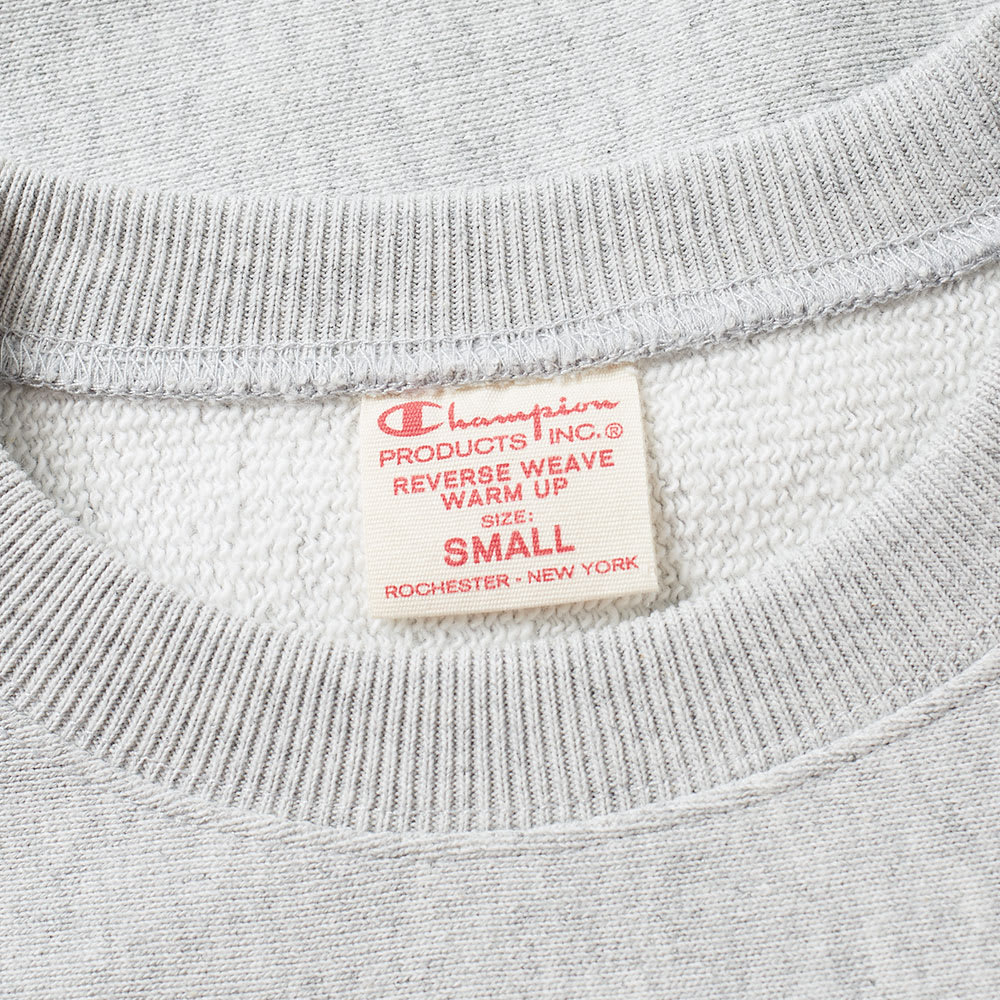 Champion
PRODUCTS INC.®
REVERSE WEAVE
WARM UP
SIZE:
SMALL
ROCHESTER - NEW YORK